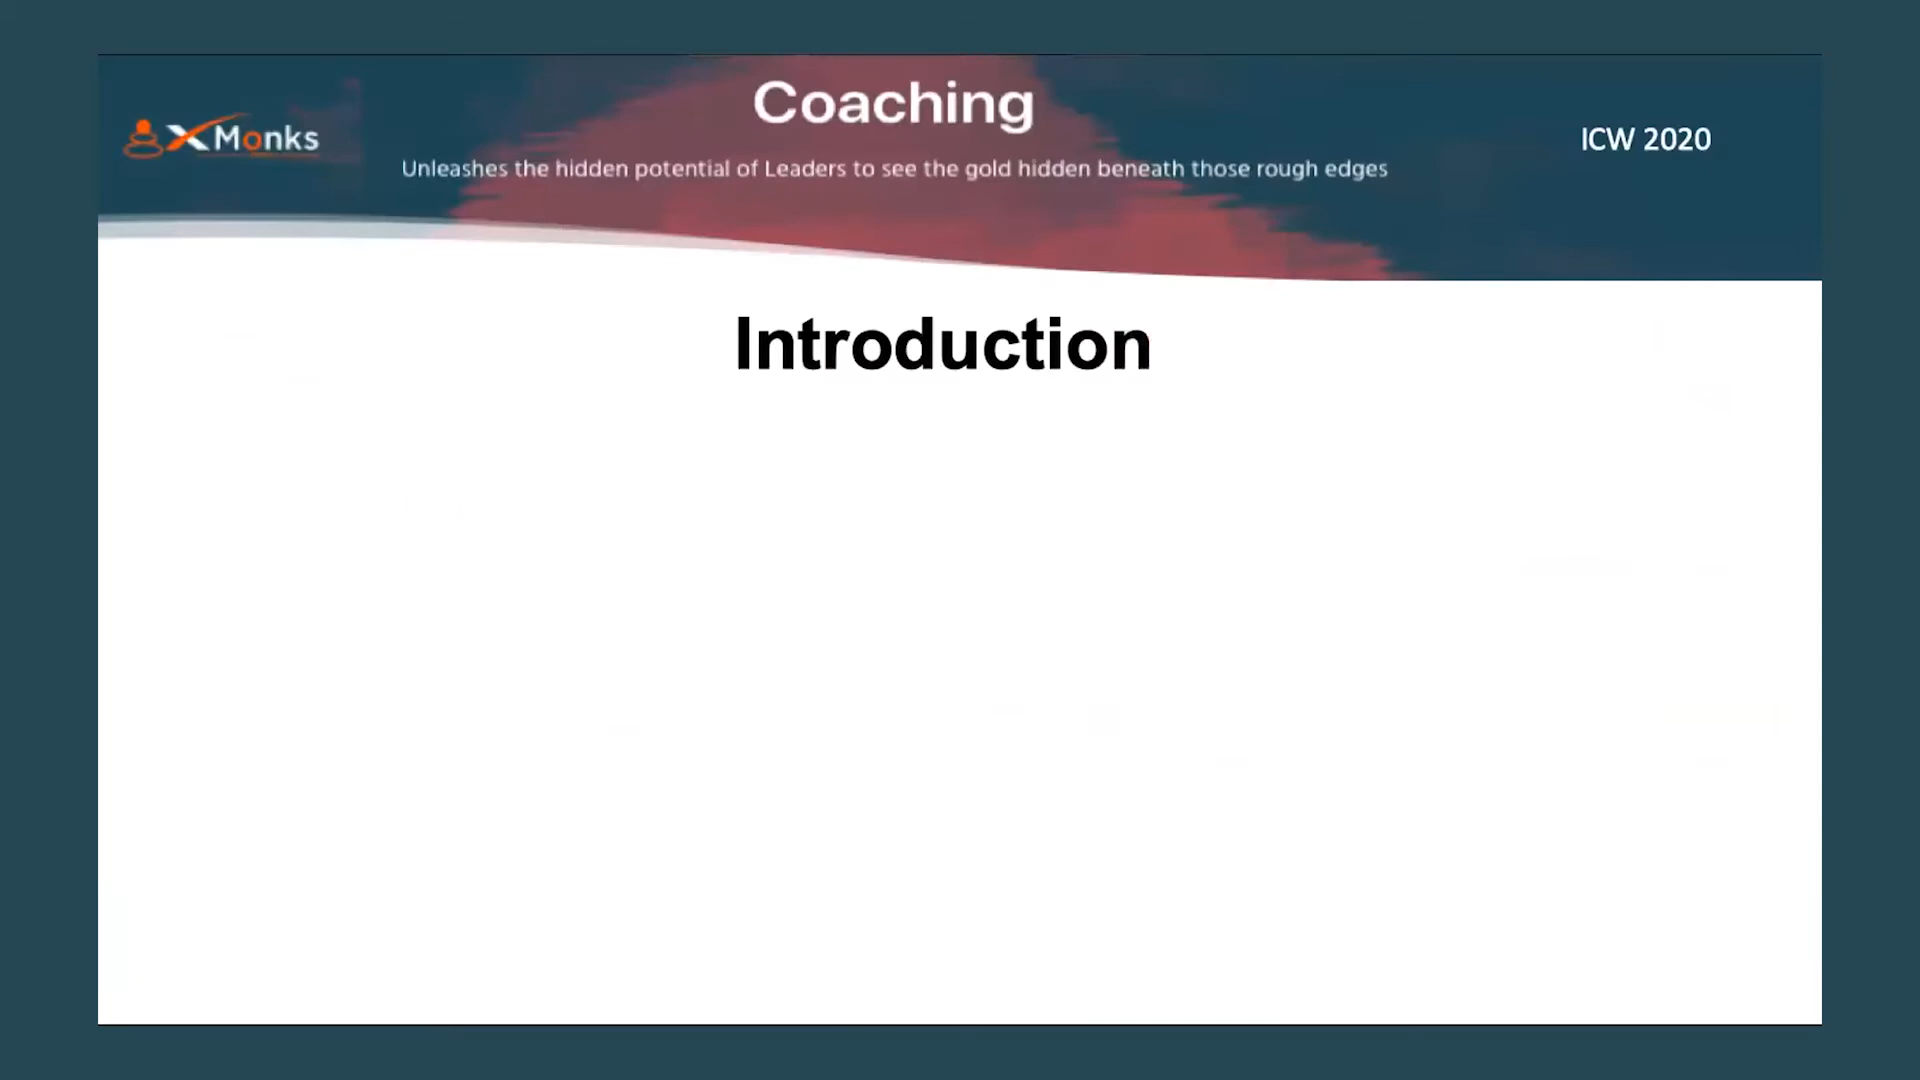 Coaching
XMonks
ICW 2020
Unleashes the hidden potential of Leaders to see the gold hidden beneath those rough edges
Introduction